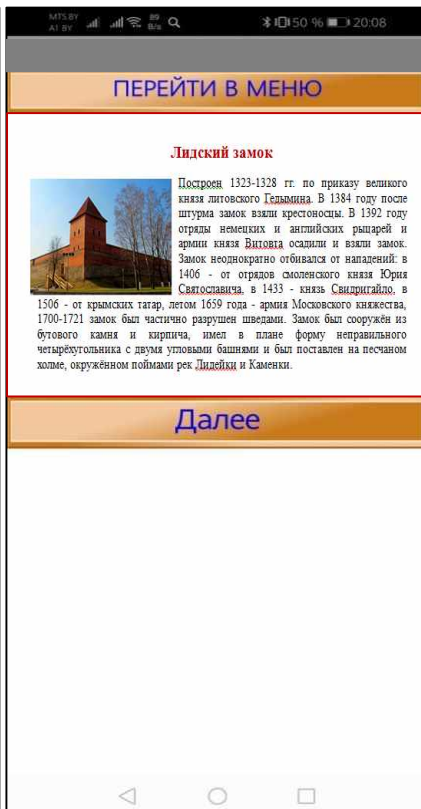 MTS BY
A1 BY
89
B/s
50 %
20:08
ПЕРЕЙТИ В МЕНЮ
Лидский замок
Построен 1323-1328 гг. по приказу великого
князя литовского Гедымина. В 1384 году после
штурма замок взяли крестоносцы. В 1392 году
отряды немецких и английских рыцарей и
армии князя Витовта осадили и взяли замок.
Замок неоднократно отбивался от нападений: в
1406 - от отрядов смоленского князя Юрия
Святославича, в 1433 - князь Свидригайло, в
1506 - от крымских татар, летом 1659 года - армия Московского княжества,
1700-1721 замок был частично разрушен шведами. Замок был сооружён из
бутового камня и кирпича, имел в плане форму неправильного
четырёхугольника с двумя угловыми башнями и был поставлен на песчаном
холме, окружённом поймами рек Лидейки и Каменки.
Далее